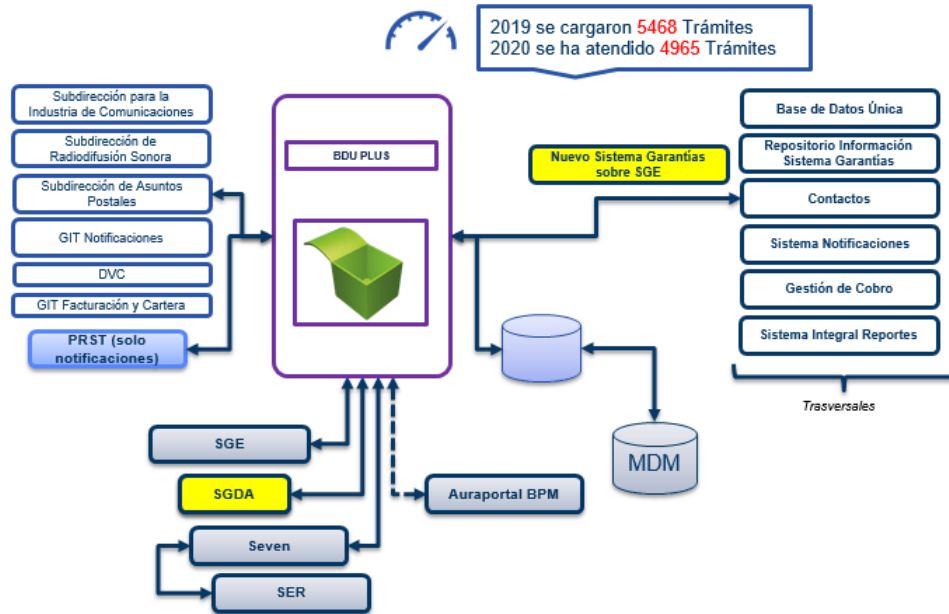 2019 se cargaron 5468 Trámites
2020 se ha atendido 4965 Trámites
Subdirección para la
Industria de Comunicaciones
Subdirección de
Radiodifusión Sonora
Subdirección de Asuntos
Postales
GIT Notificaciones
DVC
GIT Facturación y Cartera
PRST (solo
notificaciones)
BDU PLUS
Nuevo Sistema Garantías
sobre SGE
Base de Datos Única
Repositorio Información
Sistema Garantías
Contactos
Sistema Notificaciones
Gestión de Cobro
Sistema Integral Reportes
Trasversales
MDM
SGE
SGDA
Auraportal BPM
Seven
SER